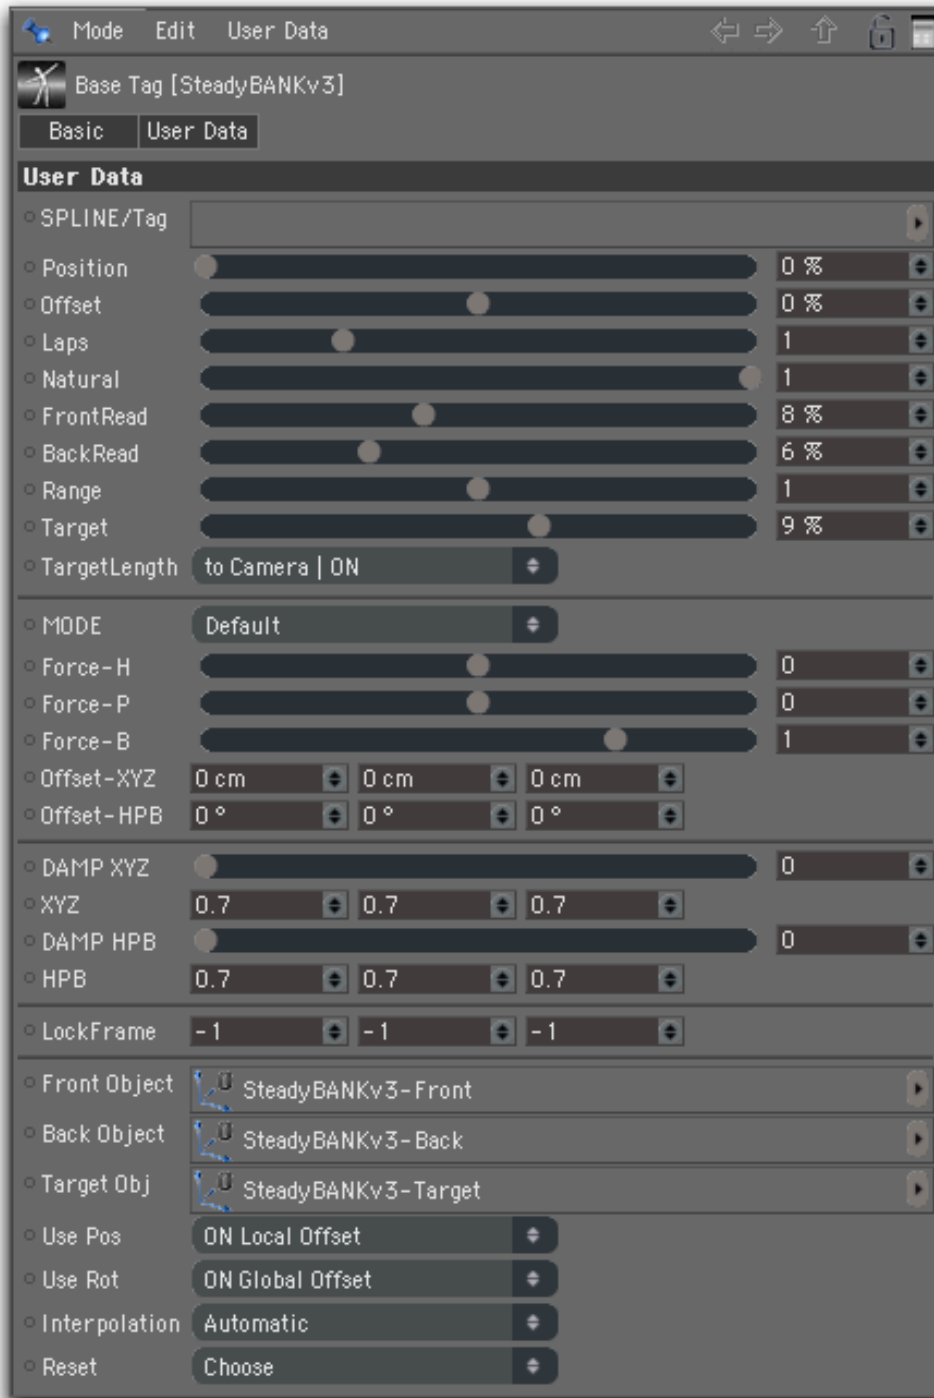 Mode Edit User Data
Base Tag [SteadyBANKv3]
Basic User Data
User Data
SPLINE/Tag
Position 0 %
Offset 0 %
Laps 1
Natural 1
FrontRead 8 %
BackRead 6 %
Range 1
Target 9 %
TargetLength to Camera | ON
MODE Default
Force-H 0
Force-P 0
Force-B 1
Offset-XYZ 0 cm 0 cm 0 cm
Offset-HPB 0 ° 0 ° 0 °
DAMP XYZ 0
XYZ 0.7 0.7 0.7
DAMP HPB 0
HPB 0.7 0.7 0.7
LockFrame -1 -1 -1
Front Object SteadyBANKv3-Front
Back Object SteadyBANKv3-Back
Target Obj SteadyBANKv3-Target
Use Pos ON Local Offset
Use Rot ON Global Offset
Interpolation Automatic
Reset Choose